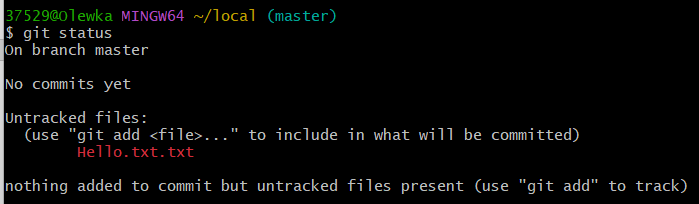 37529@Olewka MINGW64 ~/local (master)
$ git status
On branch master
No commits yet
Untracked files:
(use "git add <file>..." to include in what will be committed)
Hello.txt.txt
nothing added to commit but untracked files present (use "git add" to track)